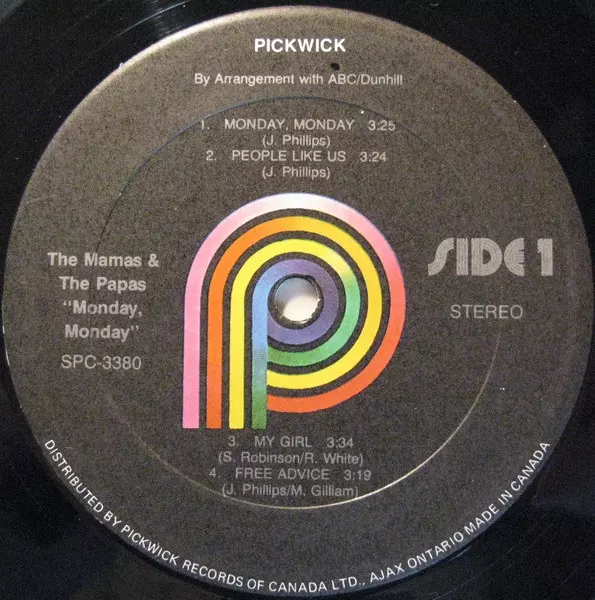 PICKWICK
By Arrangement with ABC/Dunhill
1. MONDAY, MONDAY 3:25
(J. Phillips)
2. PEOPLE LIKE US 3:24
(J. Phillips)
The Mamas &
The Papas
"Monday,
Monday"
SPC-3380
SIDE 1
STEREO
3. MY GIRL 3:34
(S. Robinson/R. White)
4. FREE ADVICE 3:19
(J. Phillips/M. Gilliam)
DISTRIBUTED BY PICKWICK RECORDS OF CANADA LTD., AJAX ONTARIO MADE IN CANADA